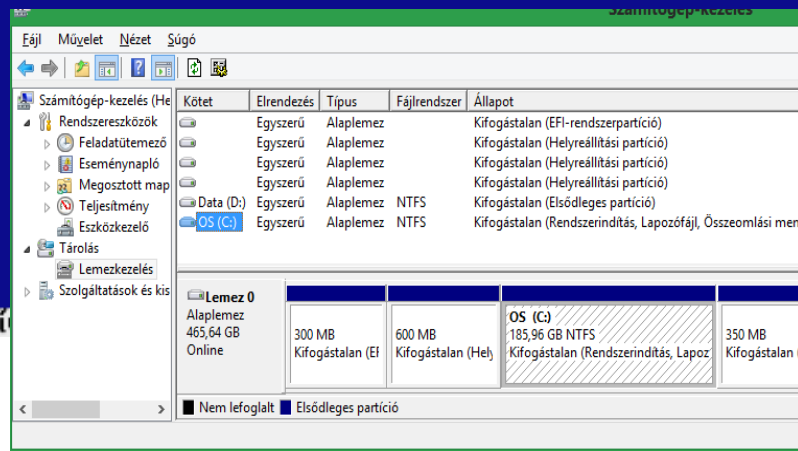 Számítógép-kezelés
Fájl Művelet Nézet Súgó
Számítógép-kezelés (He
Rendszereszközök
Feladatütemező
Eseménynapló
Megosztott map
Teljesítmény
Eszközkezelő
Tárolás
Lemezkezelés
Szolgáltatások és kis
Kötet Elrendezés Típus Fájlrendszer Állapot
Egyszerű Alaplemez Kifogástalan (EFI-rendszerpartíció)
Egyszerű Alaplemez Kifogástalan (Helyreállítási partíció)
Egyszerű Alaplemez Kifogástalan (Helyreállítási partíció)
Egyszerű Alaplemez Kifogástalan (Helyreállítási partíció)
Data (D:) Egyszerű Alaplemez NTFS Kifogástalan (Elsődleges partíció)
OS (C:) Egyszerű Alaplemez NTFS Kifogástalan (Rendszerindítás, Lapozófájl, Összeomlási men
Lemez 0
Alaplemez
465,64 GB
Online
300 MB
Kifogástalan (EF
600 MB
Kifogástalan (Hely
OS (C:)
185,96 GB NTFS
Kifogástalan (Rendszerindítás, Lapoz
350 MB
Kifogástalan
Nem lefoglalt Elsődleges partíció